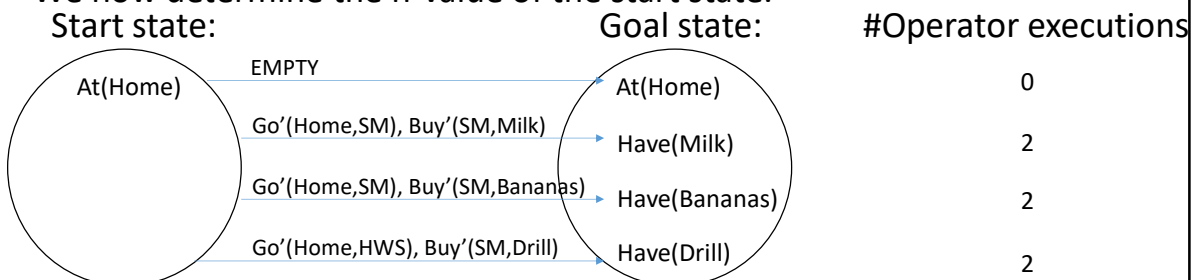 We now determine the h-value of the start state.
Start state: Goal state: #Operator executions
At(Home) EMPTY At(Home) 0
Go’(Home,SM), Buy’(SM,Milk) Have(Milk) 2
Go’(Home,SM), Buy’(SM,Bananas) Have(Bananas) 2
Go’(Home,HWS), Buy’(SM,Drill) Have(Drill) 2